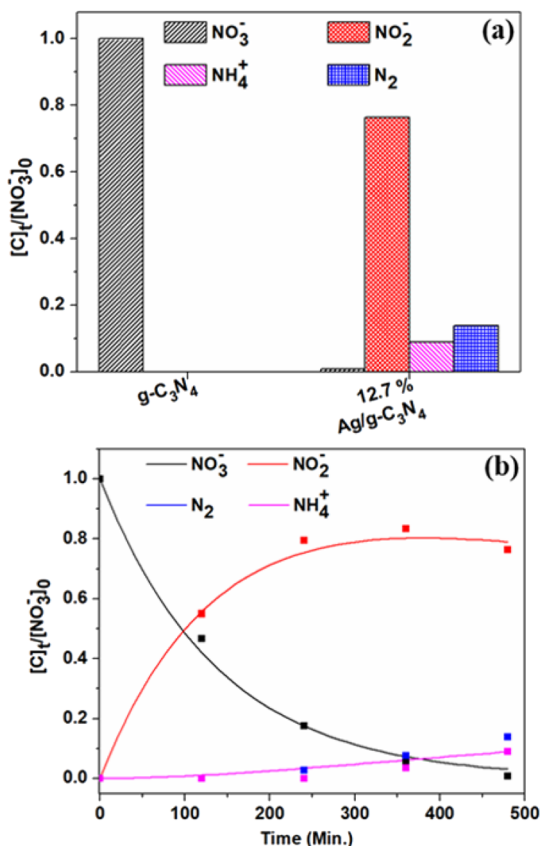 NO₃⁻ NO₂⁻ (a)
NH₄⁺ N₂
[C]ₜ/[NO₃⁻]₀
1.0
0.8
0.6
0.4
0.2
0.0
g-C₃N₄
12.7 %
Ag/g-C₃N₄
NO₃⁻ NO₂⁻ (b)
N₂ NH₄⁺
[C]ₜ/[NO₃⁻]₀
1.0
0.8
0.6
0.4
0.2
0.0
0 100 200 300 400 500
Time (Min.)